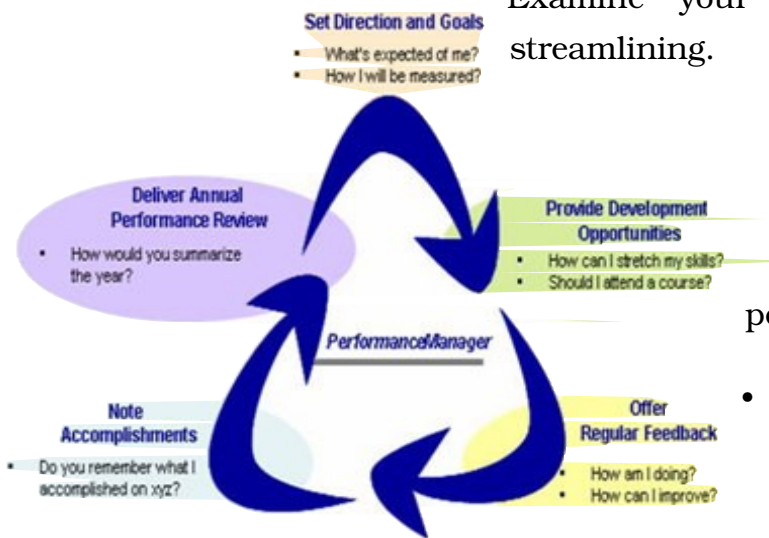 Examine your
streamlining.
Set Direction and Goals
▪ What's expected of me?
▪ How I will be measured?
Deliver Annual
Performance Review
• How would you summarize
the year?
Provide Development
Opportunities
▪ How can I stretch my skills?
▪ Should I attend a course?
PerformanceManager
•
Note
Accomplishments
▪ Do you remember what I
accomplished on xyz?
Offer
Regular Feedback
▪ How am I doing?
▪ How can I improve?